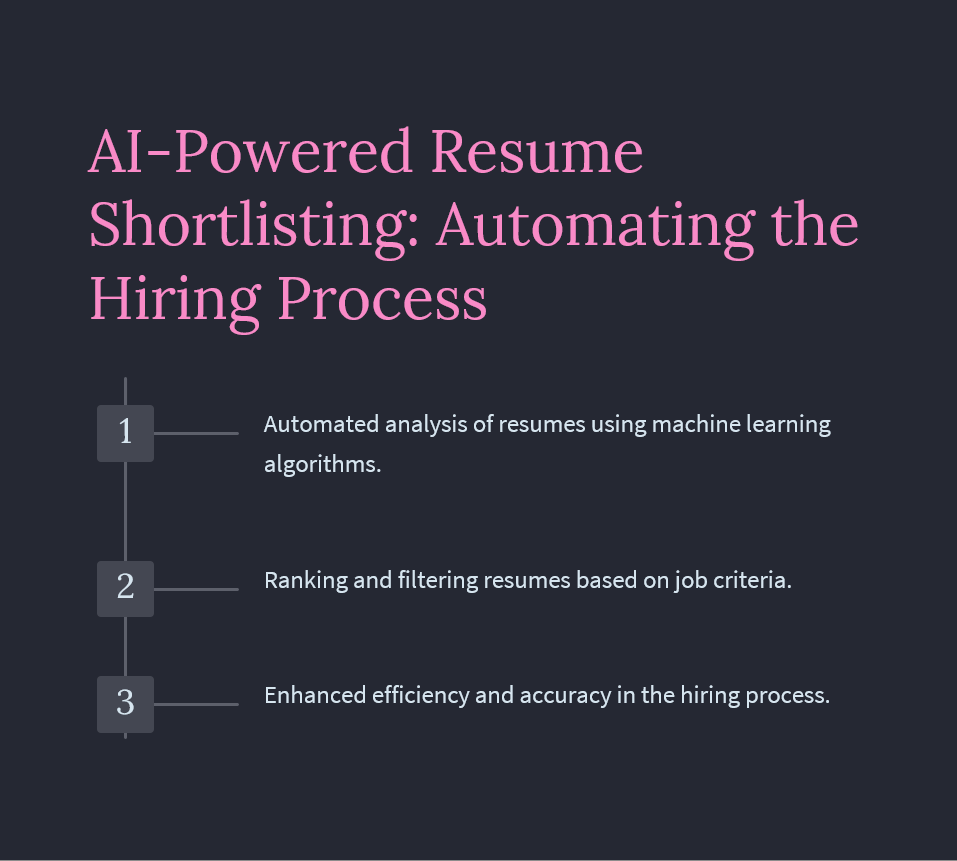 AI-Powered Resume
Shortlisting: Automating the
Hiring Process
1
Automated analysis of resumes using machine learning
algorithms.
2
Ranking and filtering resumes based on job criteria.
3
Enhanced efficiency and accuracy in the hiring process.